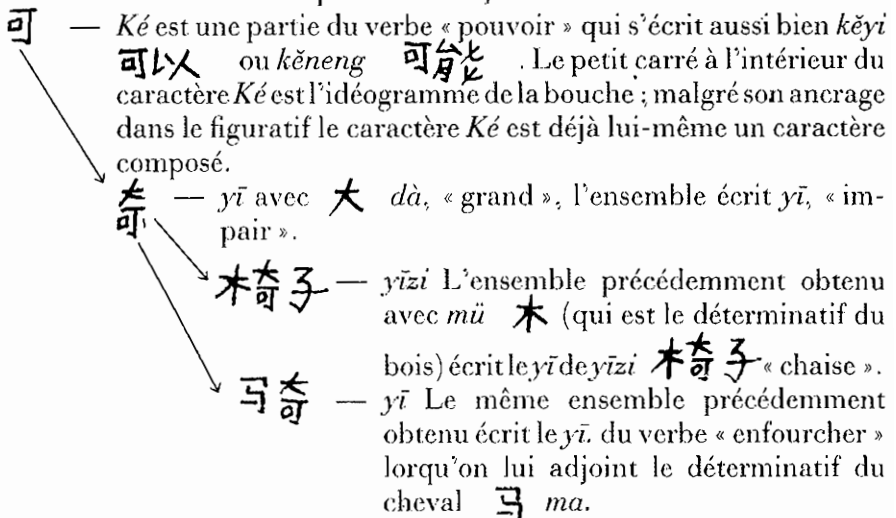 可 — Ké est une partie du verbe « pouvoir » qui s'écrit aussi bien kěyi
可以 ou kěneng 可能 . Le petit carré à l'intérieur du
caractère Ké est l'idéogramme de la bouche ; malgré son ancrage
dans le figuratif le caractère Ké est déjà lui-même un caractère
composé.
奇 — yī avec 大 dà, « grand », l'ensemble écrit yī, « im-
pair ».
椅子 — yīzi L'ensemble précédemment obtenu
avec mü 木 (qui est le déterminatif du
bois) écrit le yī de yīzi 椅子 « chaise ».
骑 — yī Le même ensemble précédemment
obtenu écrit le yī. du verbe « enfourcher »
lorqu'on lui adjoint le déterminatif du
cheval 马 ma.